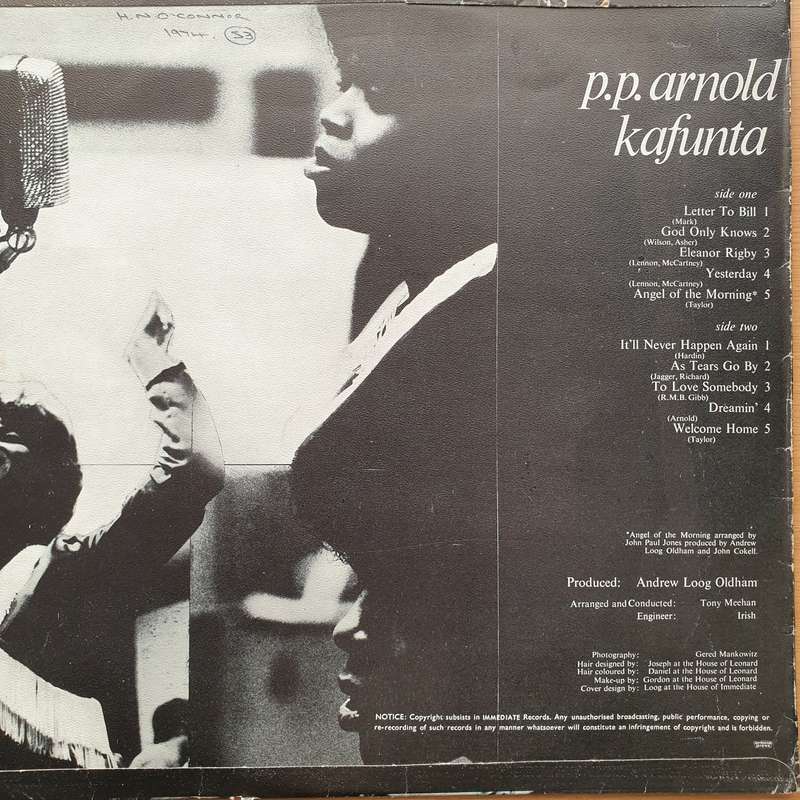 H. N O'CONNOR
1974. 53
p.p. arnold
kafunta
side one
Letter To Bill 1
(Mark)
God Only Knows 2
(Wilson, Asher)
Eleanor Rigby 3
(Lennon, McCartney)
Yesterday 4
(Lennon, McCartney)
Angel of the Morning* 5
(Taylor)
side two
It'll Never Happen Again 1
(Hardin)
As Tears Go By 2
(Jagger, Richard)
To Love Somebody 3
(R.M.B. Gibb)
Dreamin' 4
(Arnold)
Welcome Home 5
(Taylor)
*Angel of the Morning arranged by
John Paul Jones produced by Andrew
Loog Oldham and John Cokell.
Produced: Andrew Loog Oldham
Arranged and Conducted: Tony Meehan
Engineer: Irish
Photography: Gered Mankowitz
Hair designed by: Joseph at the House of Leonard
Hair coloured by: Daniel at the House of Leonard
Make-up by: Gordon at the House of Leonard
Cover design by: Loog at the House of Immediate
NOTICE: Copyright subsists in IMMEDIATE Records. Any unauthorised broadcasting, public performance, copying or
re-recording of such records in any manner whatsoever will constitute an infringement of copyright and is forbidden.